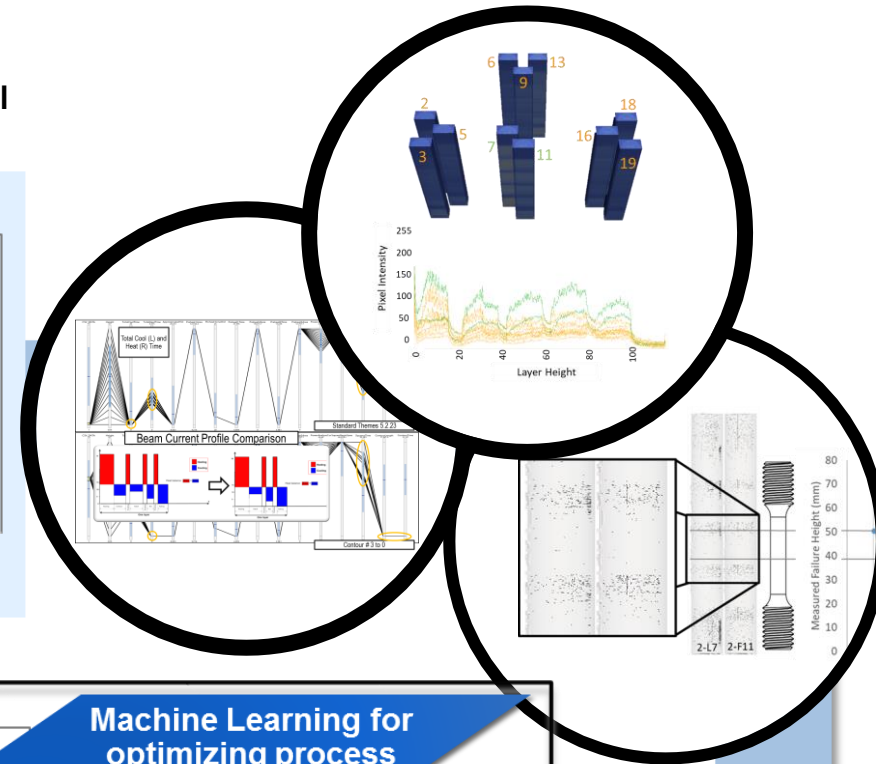 l
6
13
9
2
5
3
7
11
16
18
19
Pixel Intensity
255
200
150
100
50
0
0
20
40
60
80
100
Layer Height
Total Cool (L) and
Heat (R) Time
Standard Themes 5.2.23
Beam Current Profile Comparison
Contour # 3 to 0
2-L7
2-F11
Measured Failure Height (mm)
80
70
60
50
40
30
20
10
0
Machine Learning for
optimizing process